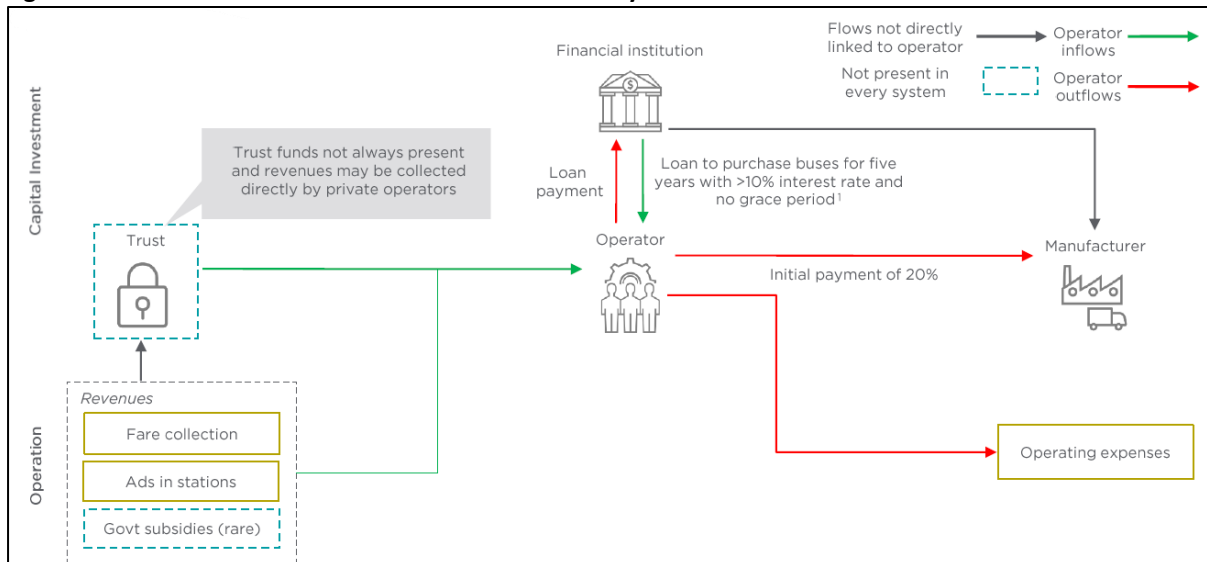 Flows not directly
linked to operator
Operator
inflows
Not present in
every system
Operator
outflows
Capital Investment
Financial institution
$
Trust funds not always present
and revenues may be collected
directly by private operators
Loan
payment
Loan to purchase buses for five
years with >10% interest rate and
no grace period¹
Trust
Operator
Manufacturer
Initial payment of 20%
Operation
Revenues
Fare collection
Ads in stations
Govt subsidies (rare)
Operating expenses